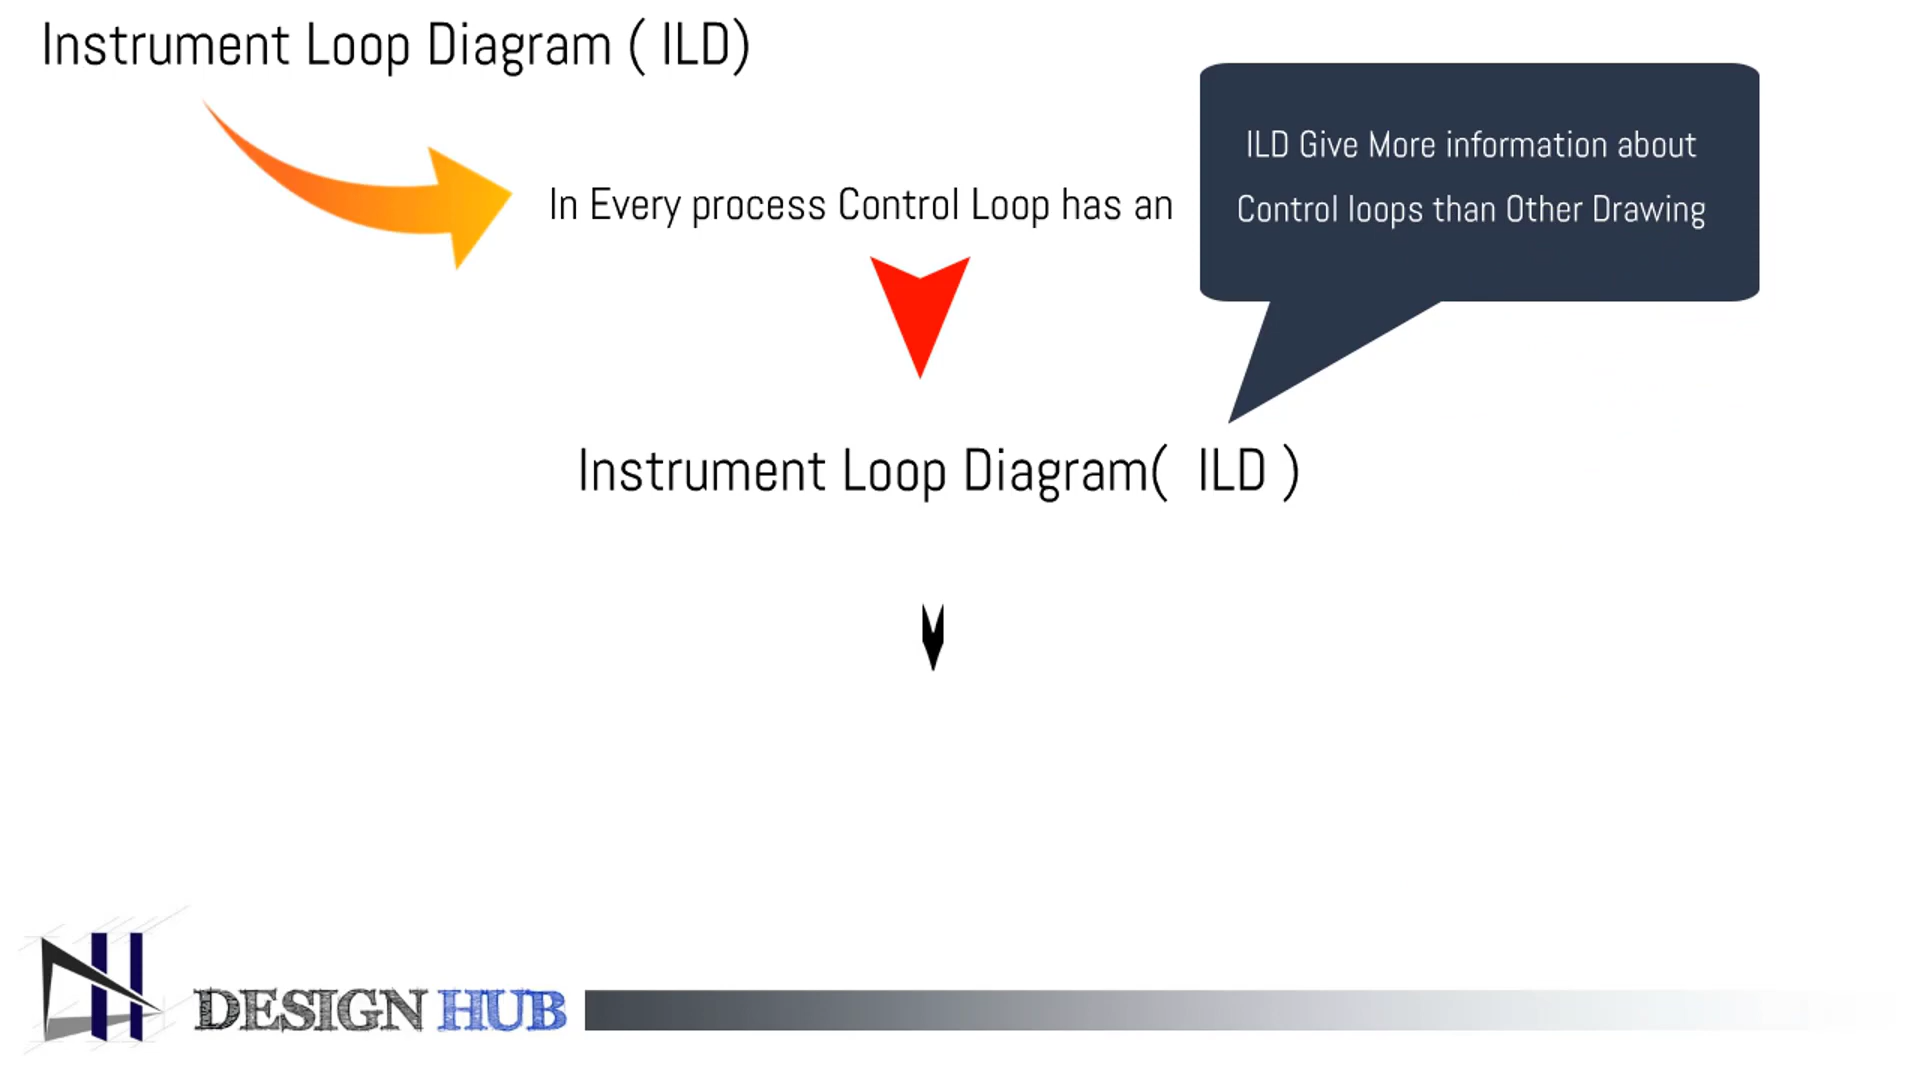 Instrument Loop Diagram ( ILD)
In Every process Control Loop has an
ILD Give More information about
Control loops than Other Drawing
Instrument Loop Diagram( ILD )
DESIGN HUB